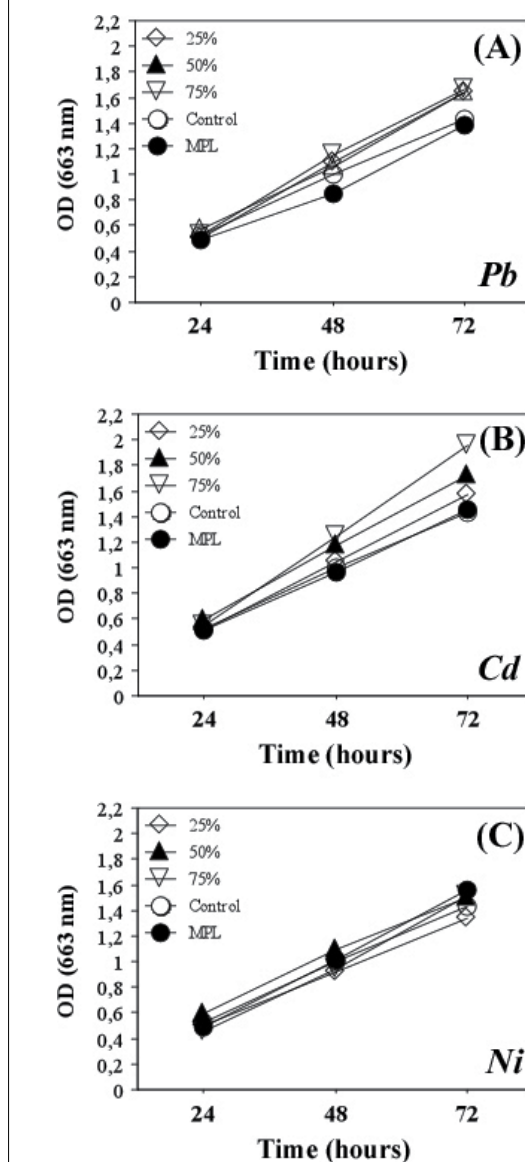 2,2
2
1,8
1,6
1,4
1,2
1
0,8
0,6
0,4
0,2
0
OD (663 nm)
25%
50%
75%
Control
MPL
(A)
Pb
24 48 72
Time (hours)
2,2
2
1,8
1,6
1,4
1,2
1
0,8
0,6
0,4
0,2
0
OD (663 nm)
25%
50%
75%
Control
MPL
(B)
Cd
24 48 72
Time (hours)
2,2
2
1,8
1,6
1,4
1,2
1
0,8
0,6
0,4
0,2
0
OD (663 nm)
25%
50%
75%
Control
MPL
(C)
Ni
24 48 72
Time (hours)